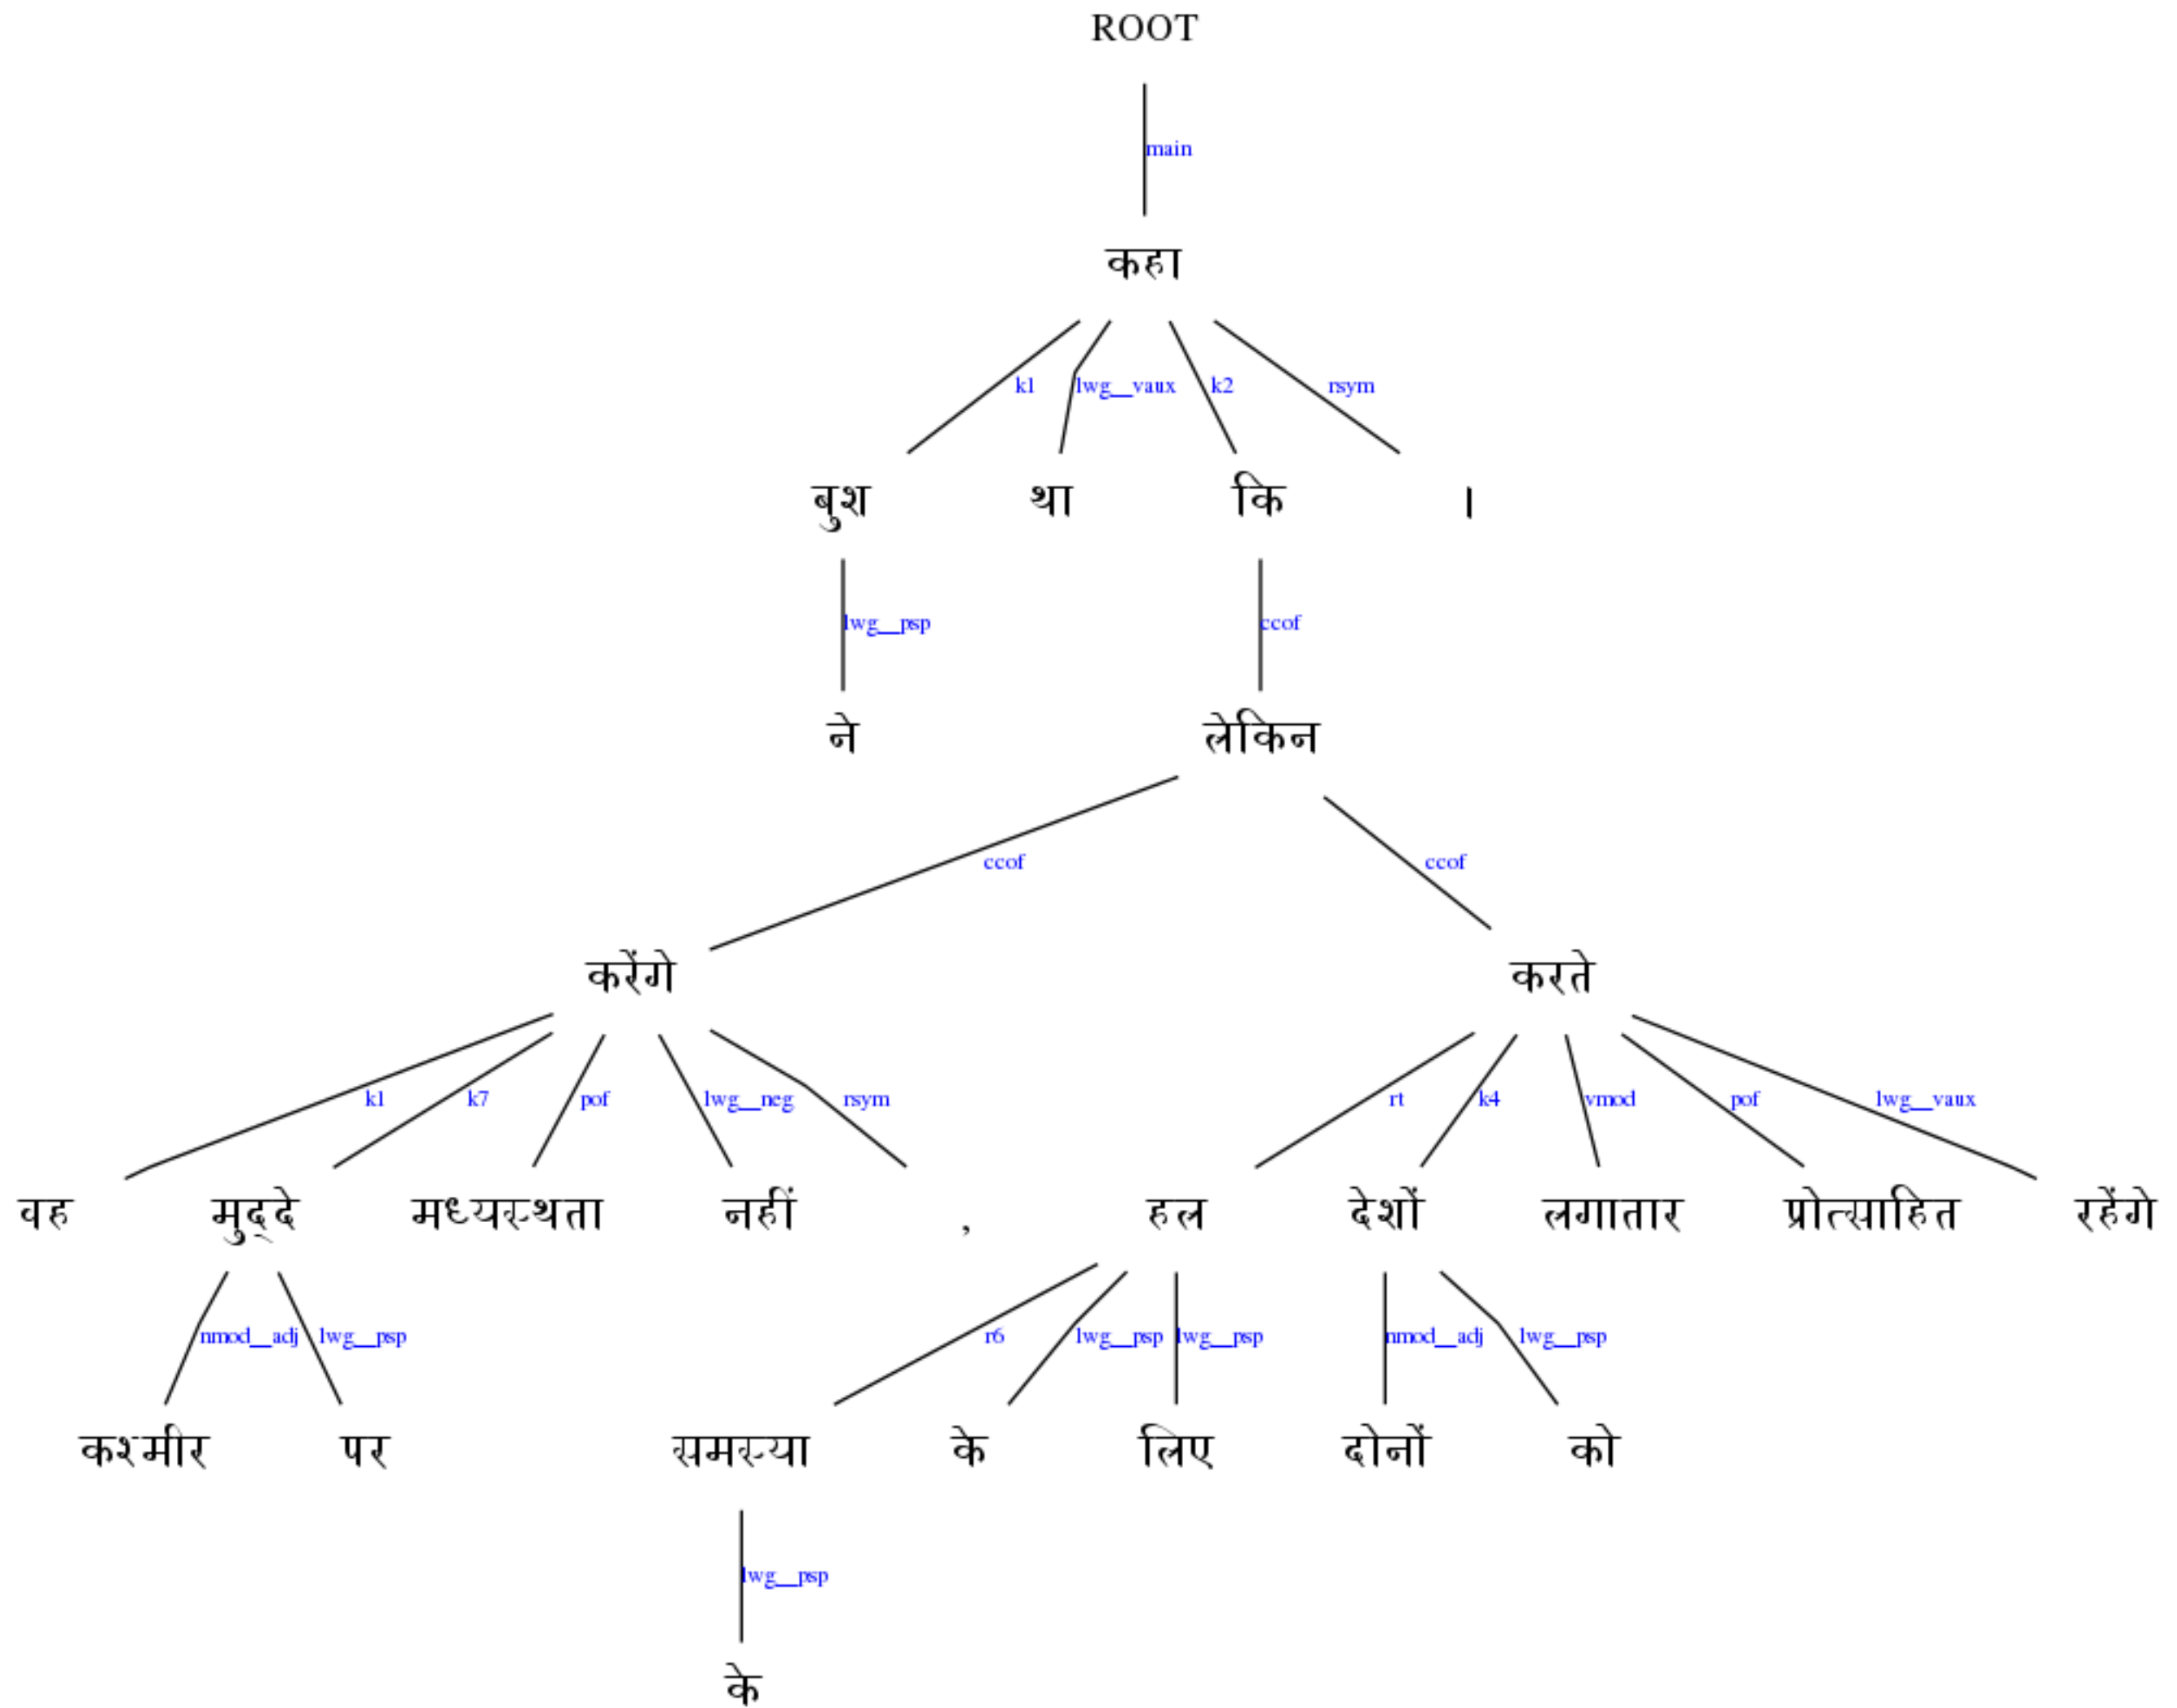 ROOT
main
कहा
k1 lwg__vaux k2 rsym
बुश था कि ।
lwg__psp ccof
ने लेकिन
ccof ccof
करेंगे करते
k1 k7 pof lwg__neg rsym rt k4 vmod pof lwg__vaux
वह मुद्दे मध्यस्थता नहीं , हल देशों लगातार प्रोत्साहित रहेंगे
nmod__adj lwg__psp r6 lwg__psp lwg__psp nmod__adj lwg__psp
कश्मीर पर समस्या के लिए दोनों को
lwg__psp
के